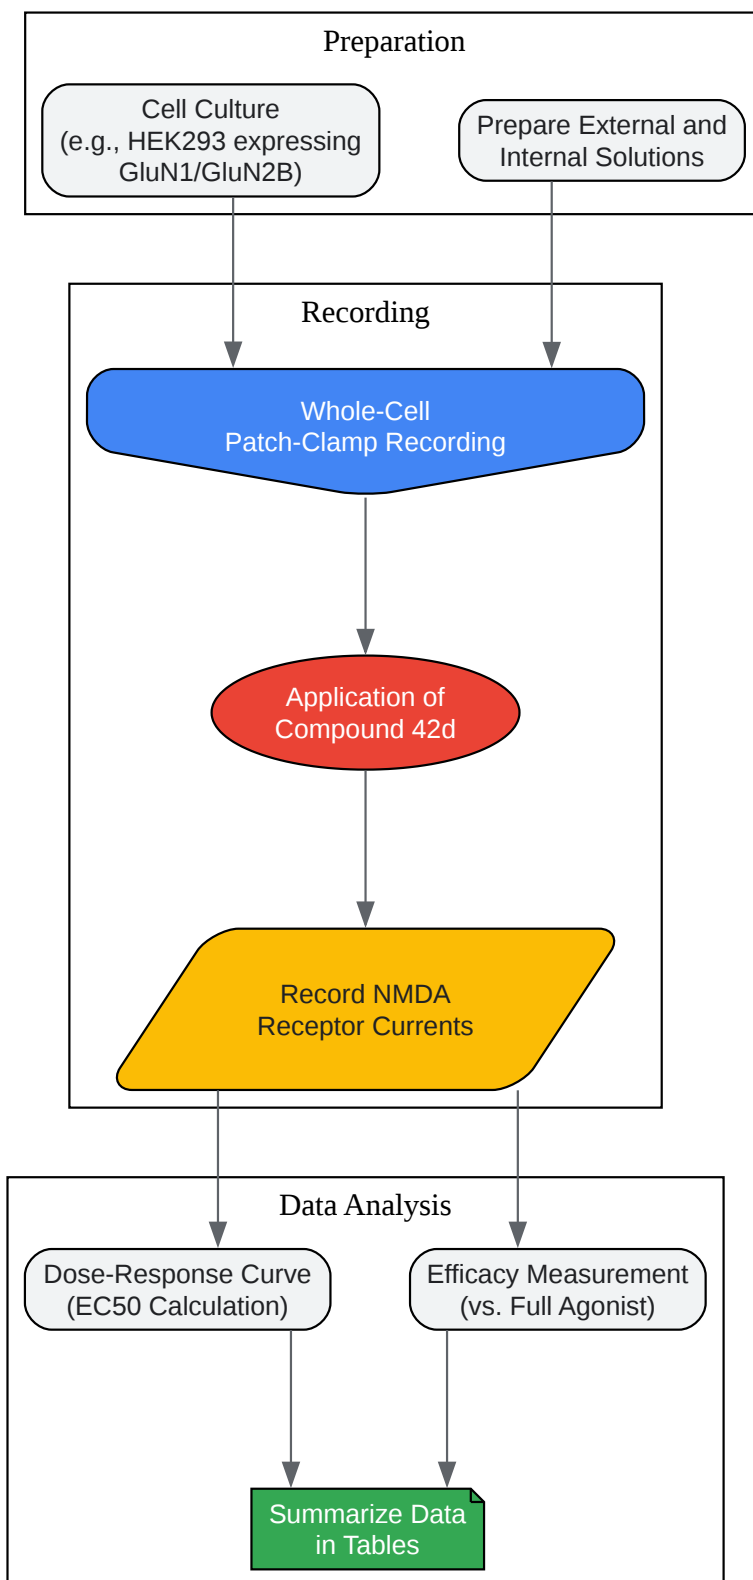 Preparation
Cell Culture
(e.g., HEK293 expressing
GluN1/GluN2B)
Prepare External and
Internal Solutions
Recording
Whole-Cell
Patch-Clamp Recording
Application of
Compound 42d
Record NMDA
Receptor Currents
Data Analysis
Dose-Response Curve
(EC50 Calculation)
Efficacy Measurement
(vs. Full Agonist)
Summarize Data
in Tables